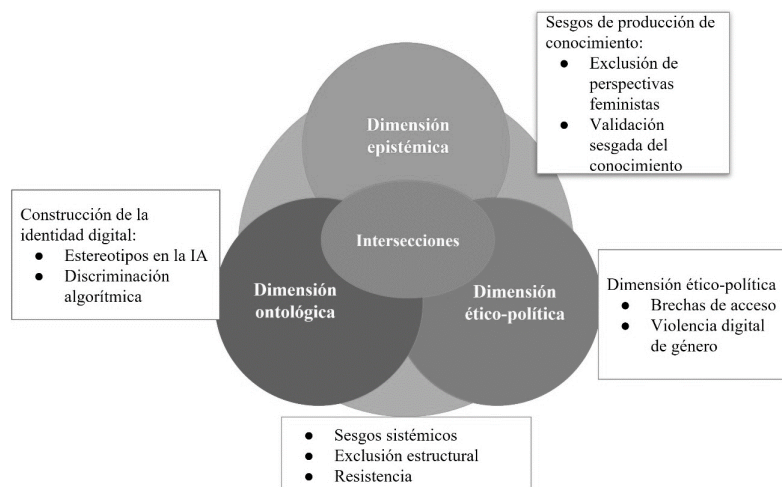 Sesgos de producción de
conocimiento:
● Exclusión de
perspectivas
feministas
● Validación
sesgada del
conocimiento
Dimensión
epistémica
Intersecciones
Construcción de la
identidad digital:
● Estereotipos en la IA
● Discriminación
algorítmica
Dimensión
ontológica
Dimensión
ético-política
Dimensión ético-política
● Brechas de acceso
● Violencia digital
de género
● Sesgos sistémicos
● Exclusión estructural
● Resistencia